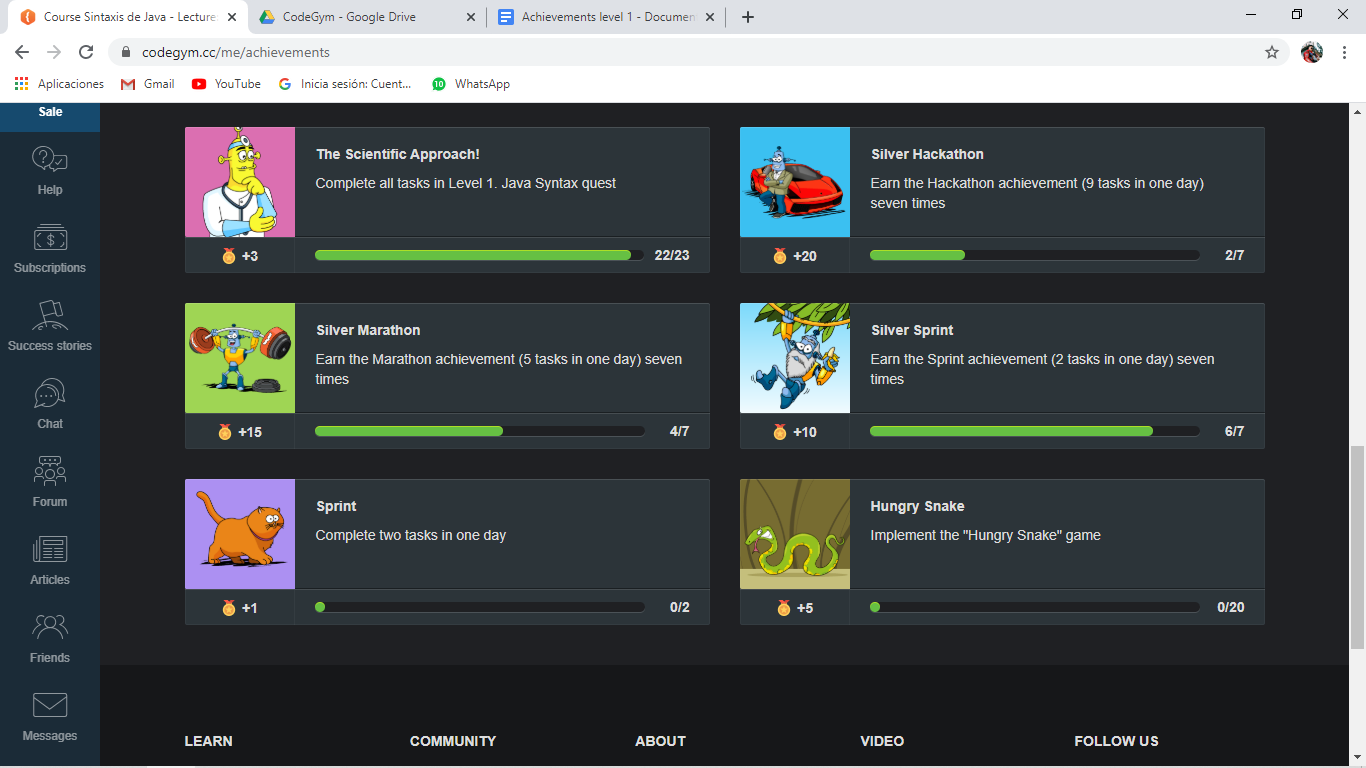 Course Sintaxis de Java - Lecture
CodeGym - Google Drive
Achievements level 1 - Documen
codegym.cc/me/achievements
Aplicaciones
Gmail
YouTube
Inicia sesión: Cuent...
10
WhatsApp
Sale
Help
Subscriptions
Success stories
Chat
Forum
Articles
Friends
Messages
The Scientific Approach!
Complete all tasks in Level 1. Java Syntax quest
+3
22/23
Silver Hackathon
Earn the Hackathon achievement (9 tasks in one day)
seven times
+20
2/7
Silver Marathon
Earn the Marathon achievement (5 tasks in one day) seven
times
+15
4/7
Silver Sprint
Earn the Sprint achievement (2 tasks in one day) seven
times
+10
6/7
Sprint
Complete two tasks in one day
+1
0/2
Hungry Snake
Implement the "Hungry Snake" game
+5
0/20
LEARN
COMMUNITY
ABOUT
VIDEO
FOLLOW US